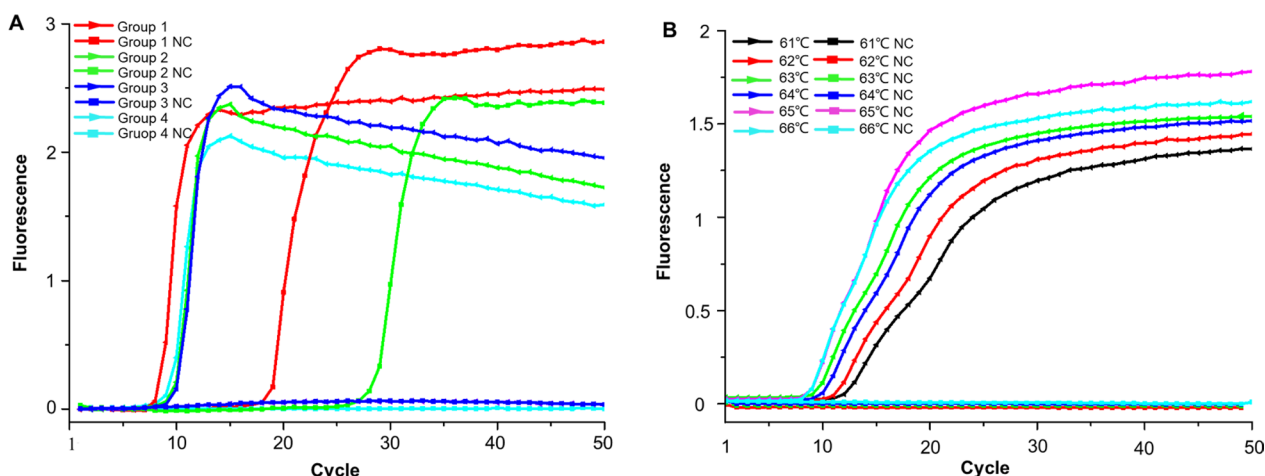 A
Fluorescence
3
2
1
0
Group 1
Group 1 NC
Group 2
Group 2 NC
Group 3
Group 3 NC
Group 4
Gruop 4 NC
1 10 20 30 40 50
Cycle
B
Fluorescence
2
1.5
1
0.5
0
61℃ 61℃ NC
62℃ 62℃ NC
63℃ 63℃ NC
64℃ 64℃ NC
65℃ 65℃ NC
66℃ 66℃ NC
1 10 20 30 40 50
Cycle